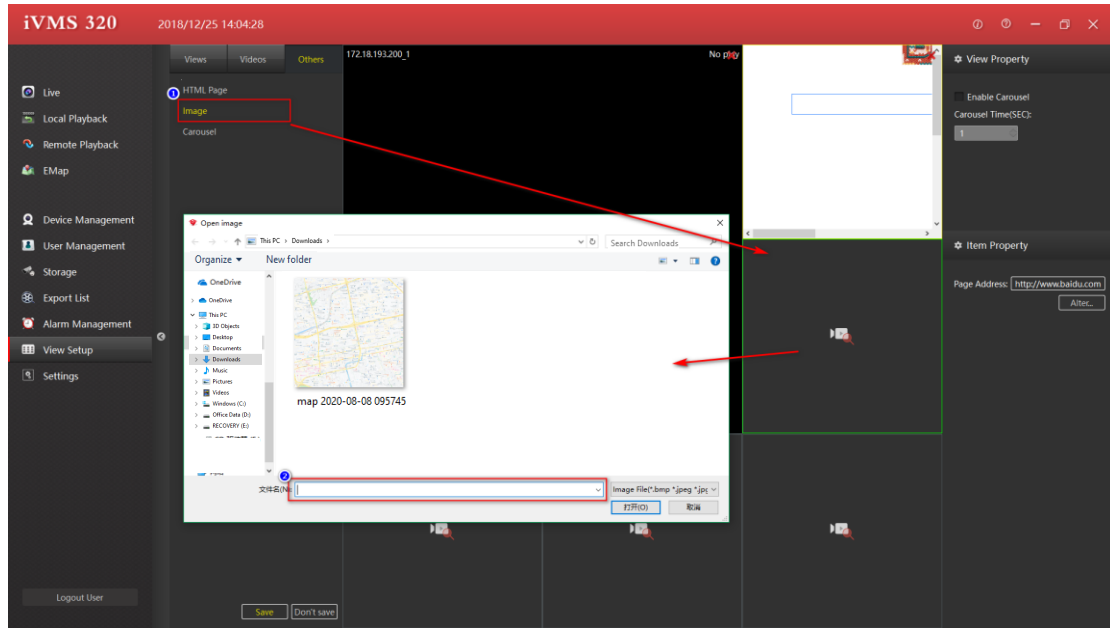 iVMS 320
2018/12/25 14:04:28
Live
Local Playback
Remote Playback
EMap
Device Management
User Management
Storage
Export List
Alarm Management
View Setup
Settings
Logout User
Views Videos Others
1
HTML Page
Image
Carousel
172.18.193.200_1
View Property
Enable Carousel
Carousel Time(SEC):
1
Item Property
Page Address: http://www.baidu.com
Alter...
Open image
This PC > Downloads >
Search Downloads
Organize
New folder
OneDrive
OneDrive
This PC
3D Objects
Desktop
Documents
Downloads
Music
Pictures
Videos
Windows (C:)
Office Data (D:)
RECOVERY (E:)
map 2020-08-08 095745
2
文件名(N
Image File(*.bmp *.jpeg *.jp
打开(O)
取消
Save
Don't save